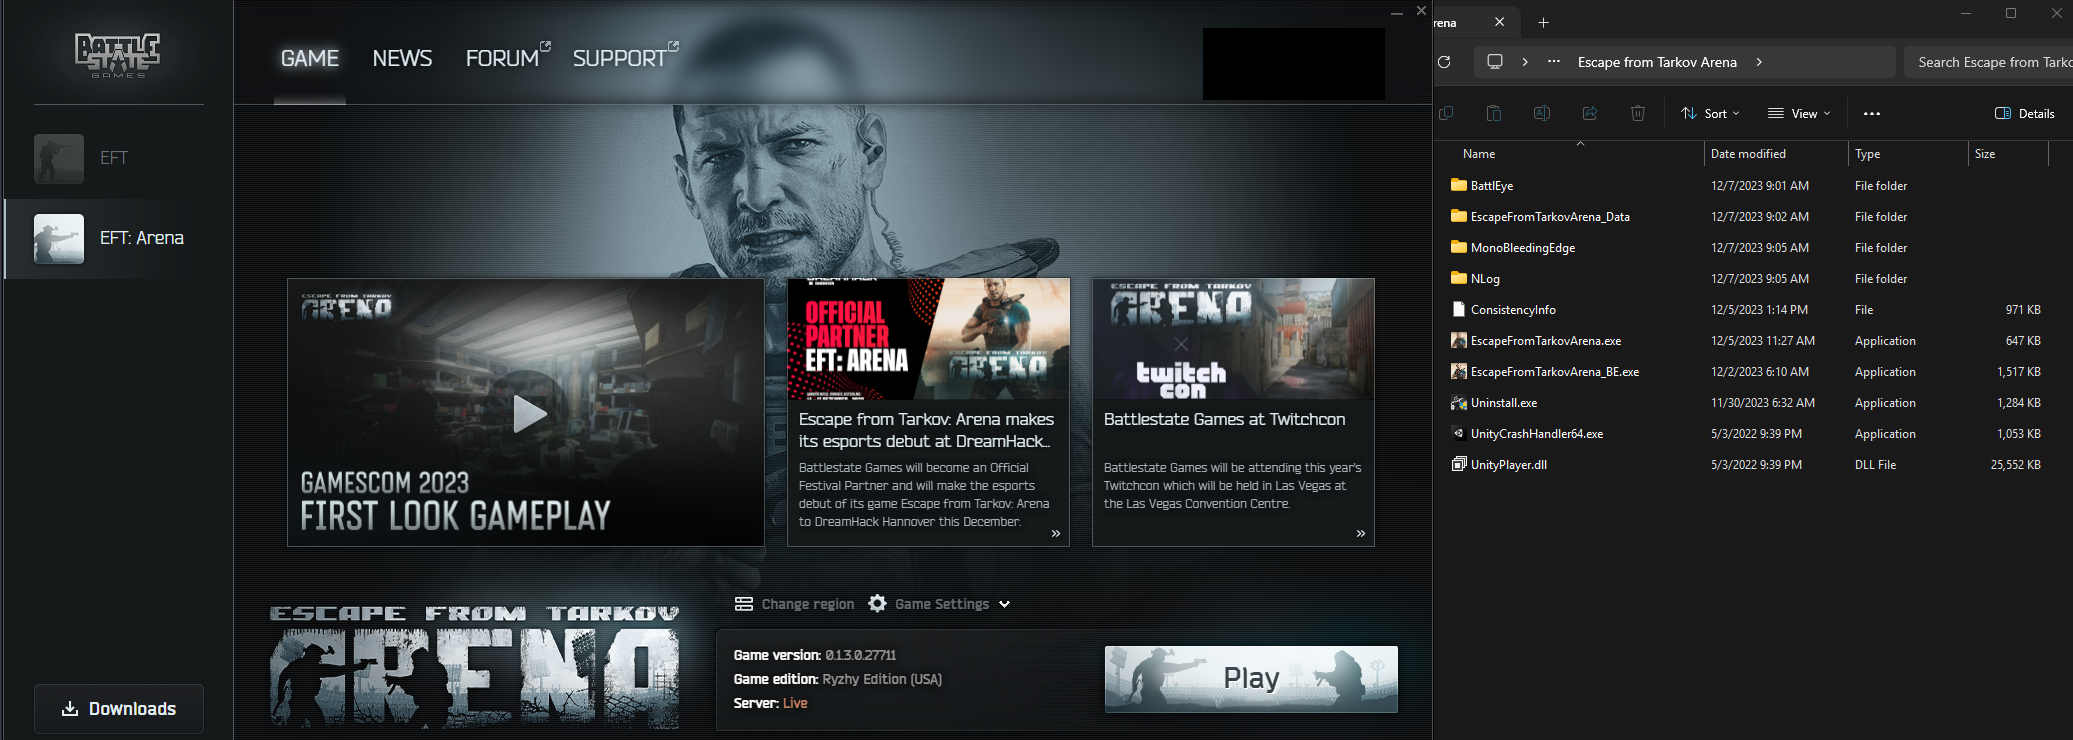 BATTLE
STATE
GAMES
GAME
NEWS
FORUM
SUPPORT
EFT
EFT: Arena
ESCAPE FROM TARKOV
ARENA
GAMESCOM 2023
FIRST LOOK GAMEPLAY
OFFICIAL
PARTNER
EFT: ARENA
ESCAPE FROM TARKOV
ARENA
Escape from Tarkov: Arena makes
its esports debut at DreamHack...
Battlestate Games will become an Official
Festival Partner and will make the esports
debut of its game Escape from Tarkov: Arena
to DreamHack Hannover this December.
»
ESCAPE FROM TARKOV
ARENA
twitch
con
Battlestate Games at Twitchcon
Battlestate Games will be attending this year's
Twitchcon which will be held in Las Vegas at
the Las Vegas Convention Centre.
»
ESCAPE FROM TARKOV
ARENA
Change region
Game Settings
Game version: 0.1.3.0.27711
Game edition: Ryzhy Edition (USA)
Server: Live
Play
Downloads
rena
Escape from Tarkov Arena
Search Escape from Tarko
Sort
View
Details
Name Date modified Type Size
BattlEye 12/7/2023 9:01 AM File folder
EscapeFromTarkovArena_Data 12/7/2023 9:02 AM File folder
MonoBleedingEdge 12/7/2023 9:05 AM File folder
NLog 12/7/2023 9:05 AM File folder
ConsistencyInfo 12/5/2023 1:14 PM File 971 KB
EscapeFromTarkovArena.exe 12/5/2023 11:27 AM Application 647 KB
EscapeFromTarkovArena_BE.exe 12/2/2023 6:10 AM Application 1,517 KB
Uninstall.exe 11/30/2023 6:32 AM Application 1,284 KB
UnityCrashHandler64.exe 5/3/2022 9:39 PM Application 1,053 KB
UnityPlayer.dll 5/3/2022 9:39 PM DLL File 25,552 KB